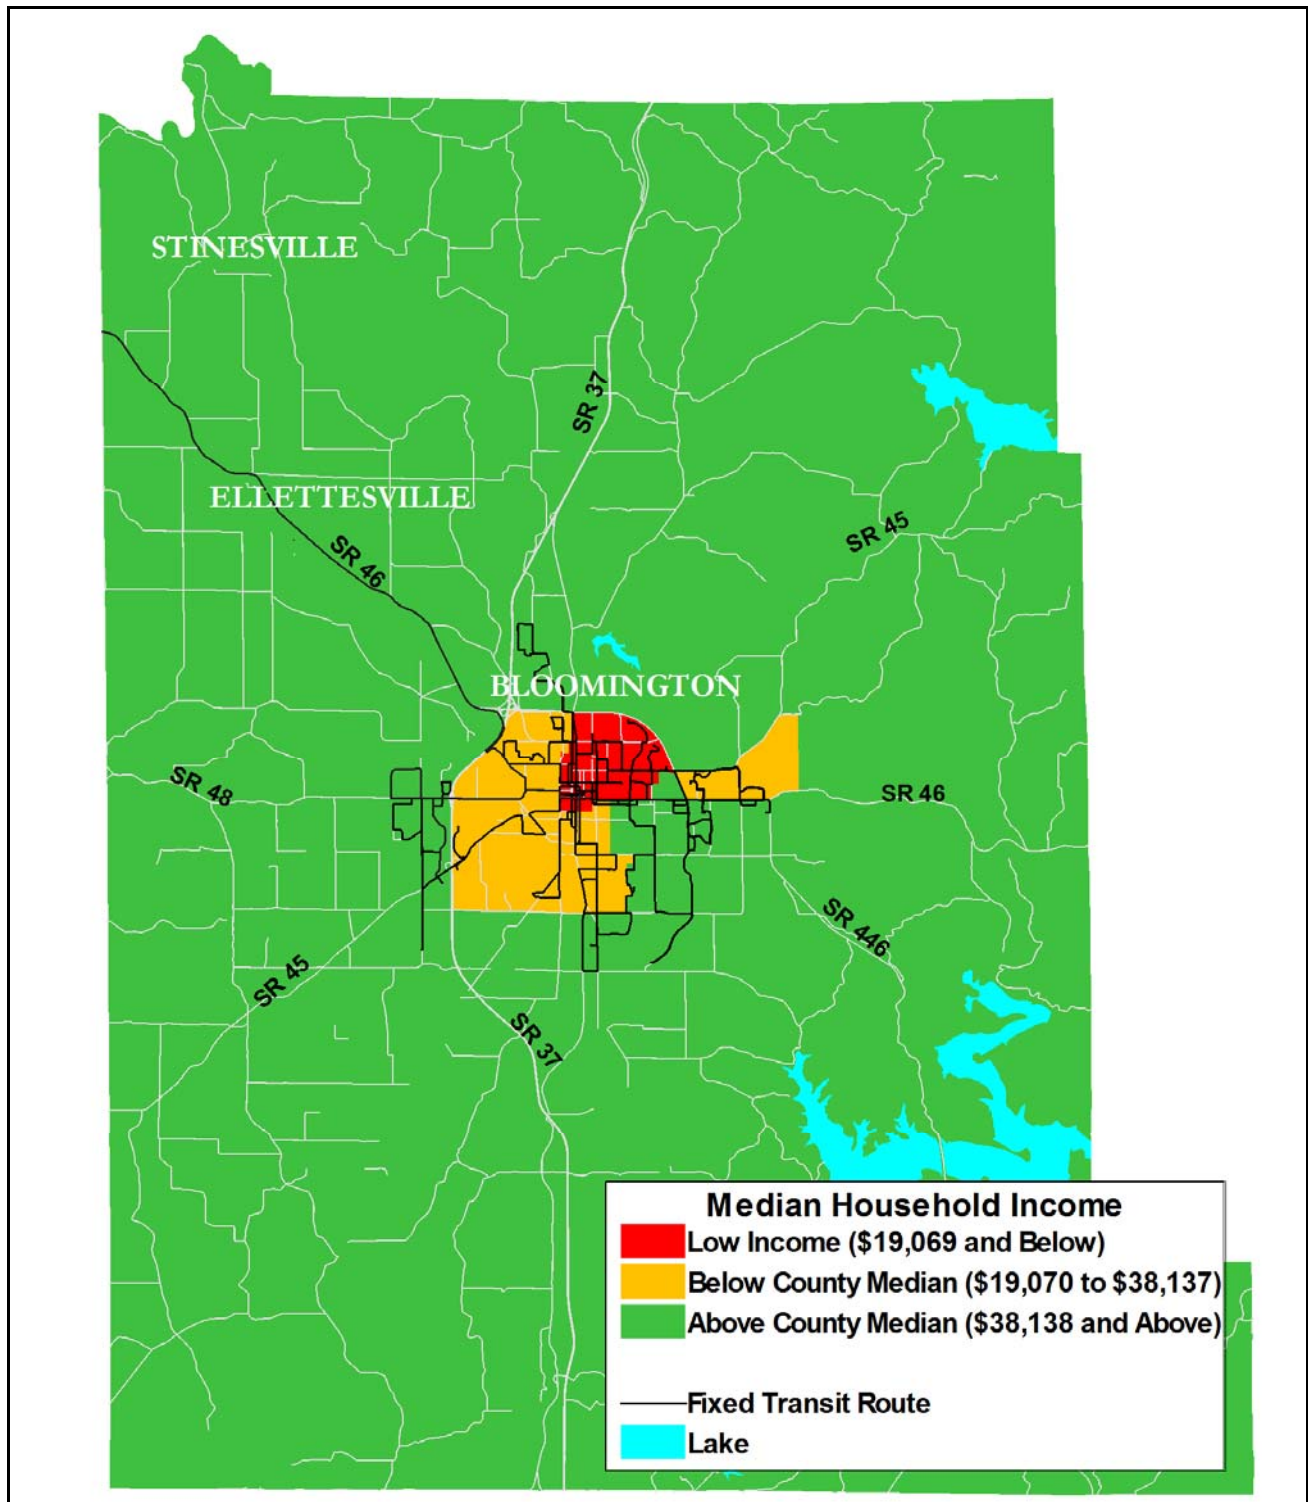 STINESVILLE
SR 37
ELLETTESVILLE
SR 45
SR 46
BLOOMINGTON
SR 48
SR 46
SR 446
SR 45
SR 37
Median Household Income
Low Income ($19,069 and Below)
Below County Median ($19,070 to $38,137)
Above County Median ($38,138 and Above)
Fixed Transit Route
Lake